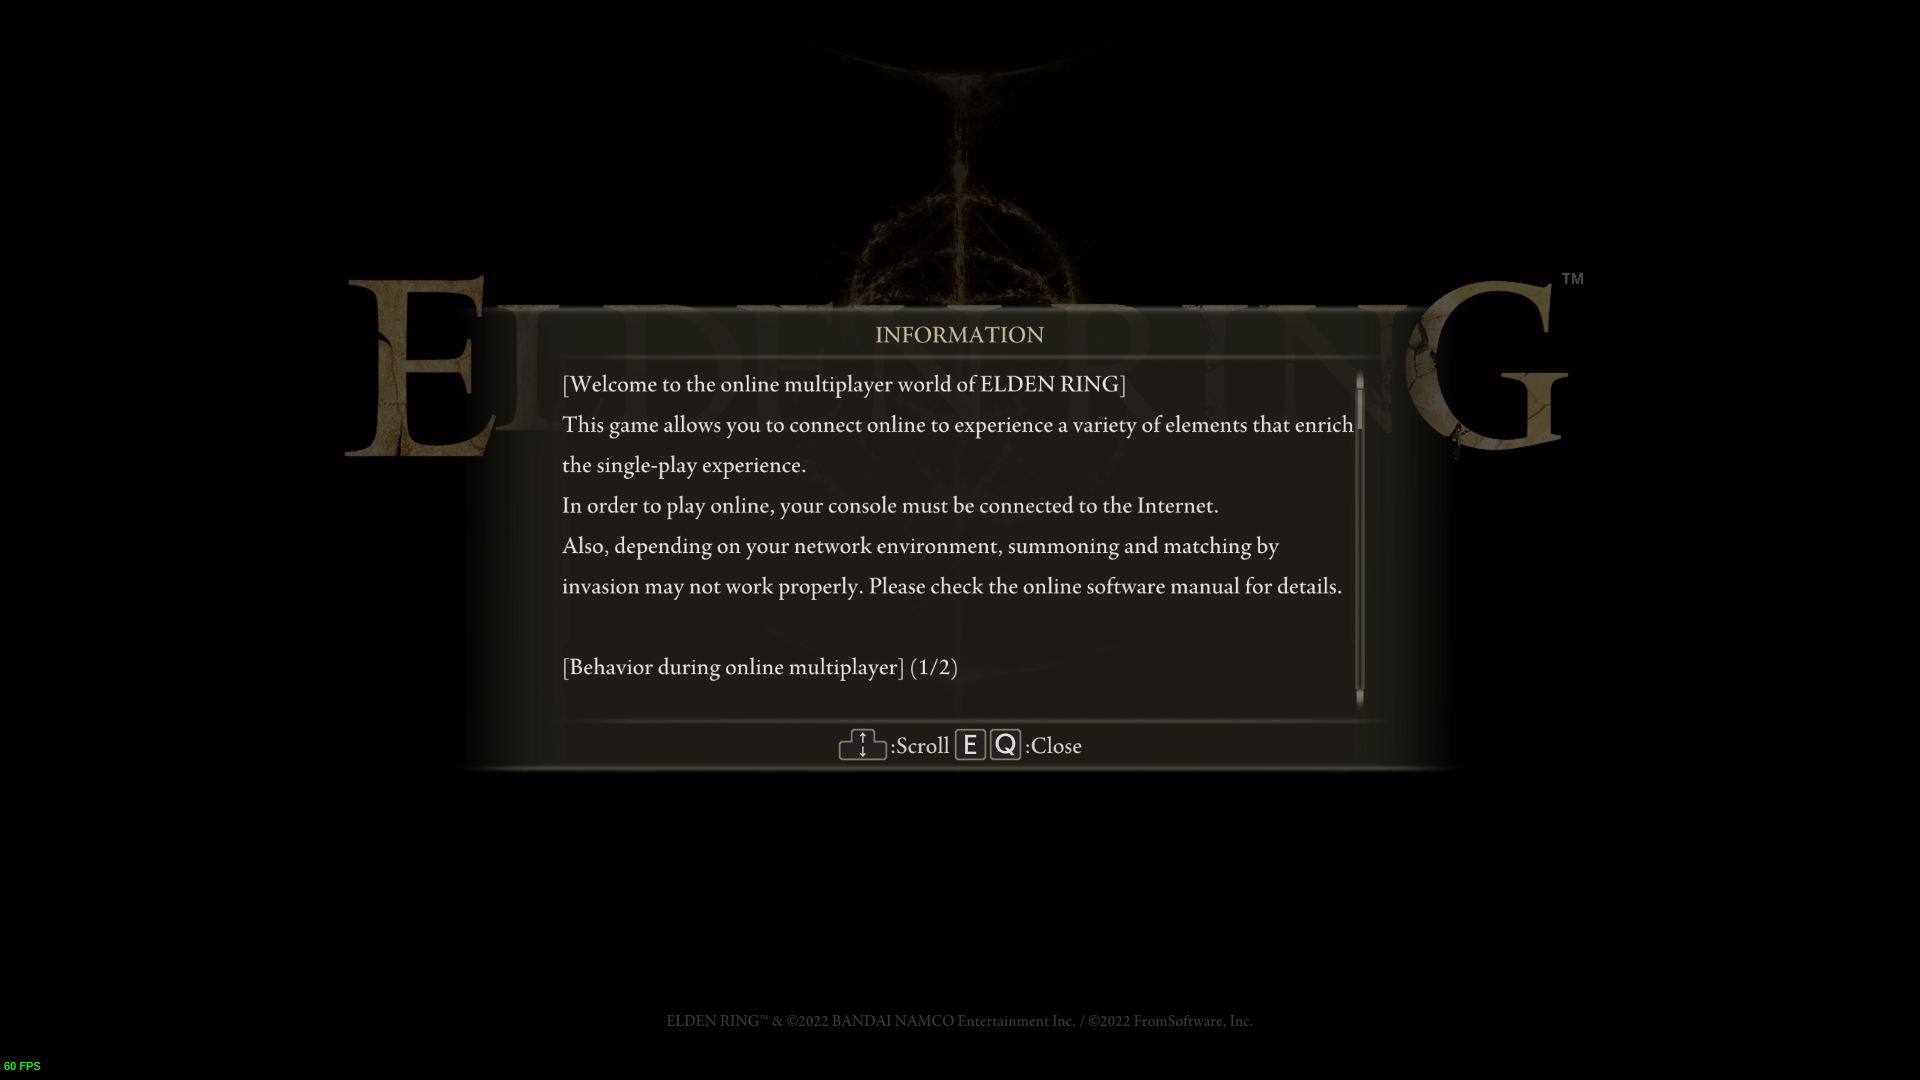 ELDEN RING™
INFORMATION
[Welcome to the online multiplayer world of ELDEN RING]
This game allows you to connect online to experience a variety of elements that enrich
the single-play experience.
In order to play online, your console must be connected to the Internet.
Also, depending on your network environment, summoning and matching by
invasion may not work properly. Please check the online software manual for details.
[Behavior during online multiplayer] (1/2)
:Scroll E Q :Close
ELDEN RING™ & ©2022 BANDAI NAMCO Entertainment Inc. / ©2022 FromSoftware, Inc.
60 FPS